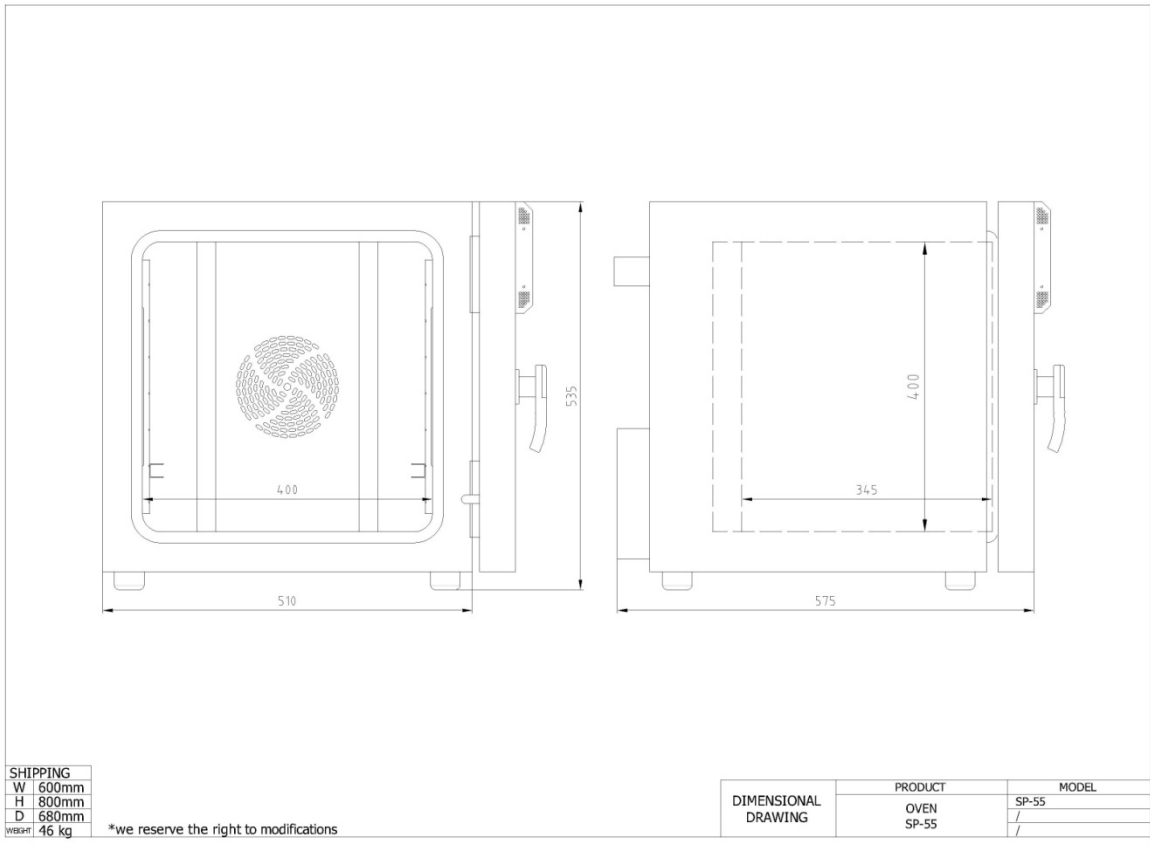 535
400
400
345
510
575
SHIPPING
W 600mm
H 800mm
D 680mm
WEIGHT 46 kg
*we reserve the right to modifications
DIMENSIONAL
DRAWING
PRODUCT
OVEN
SP-55
MODEL
SP-55
/
/